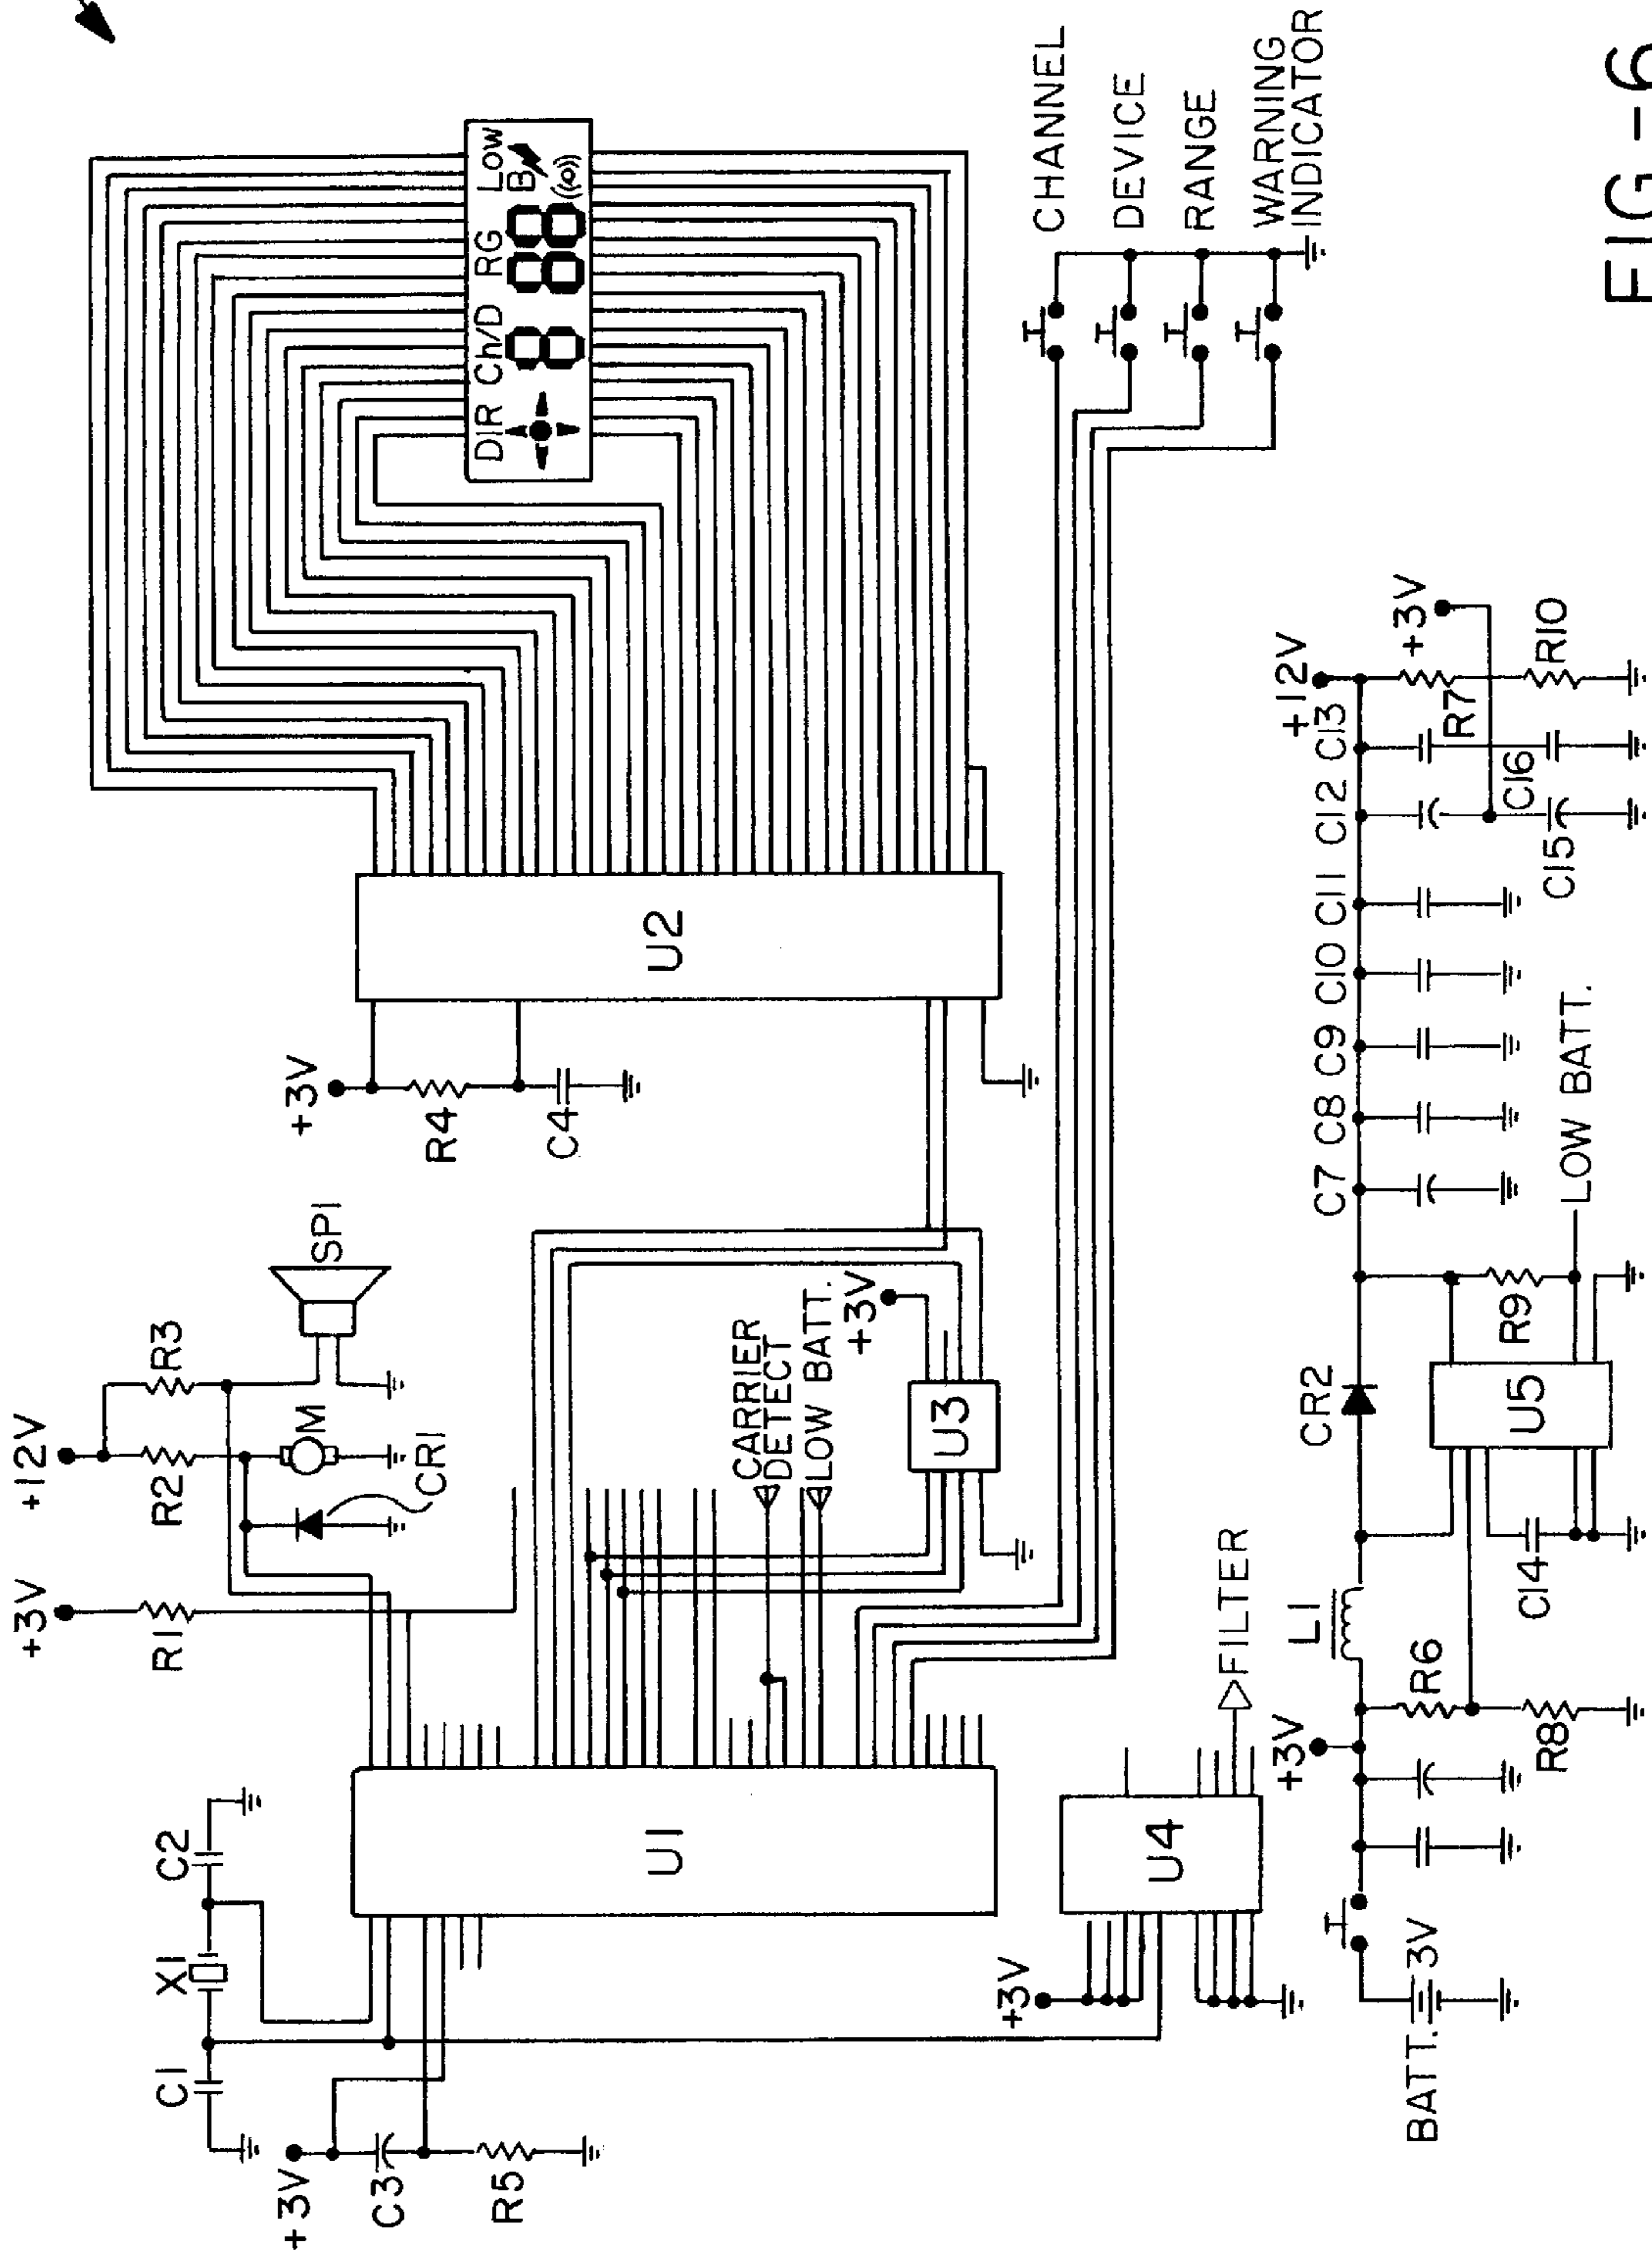 +3V
C3
R5
C1
X1
C2
U1
+3V
R1
+12V
R2
R3
M
CR1
SP1
CARRIER
DETECT
LOW BATT.
+3V
U3
+3V
R4
C4
U2
DIR Ch/D RG LOW
B
8 88
CHANNEL
DEVICE
RANGE
WARNING
INDICATOR
+3V
U4
FILTER
BATT.
3V
+3V
R6
R8
L1
C14
CR2
U5
R9
LOW BATT.
C7 C8 C9 C10 C11 C12 C13
+12V
C15
C16
R7
+3V
R10
FIG-6